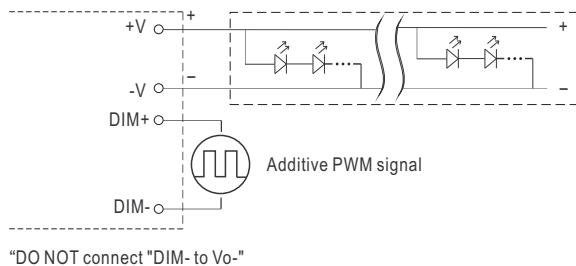 +
+V
+
-V
−
−
DIM+
Additive PWM signal
DIM-
“DO NOT connect "DIM- to Vo-"